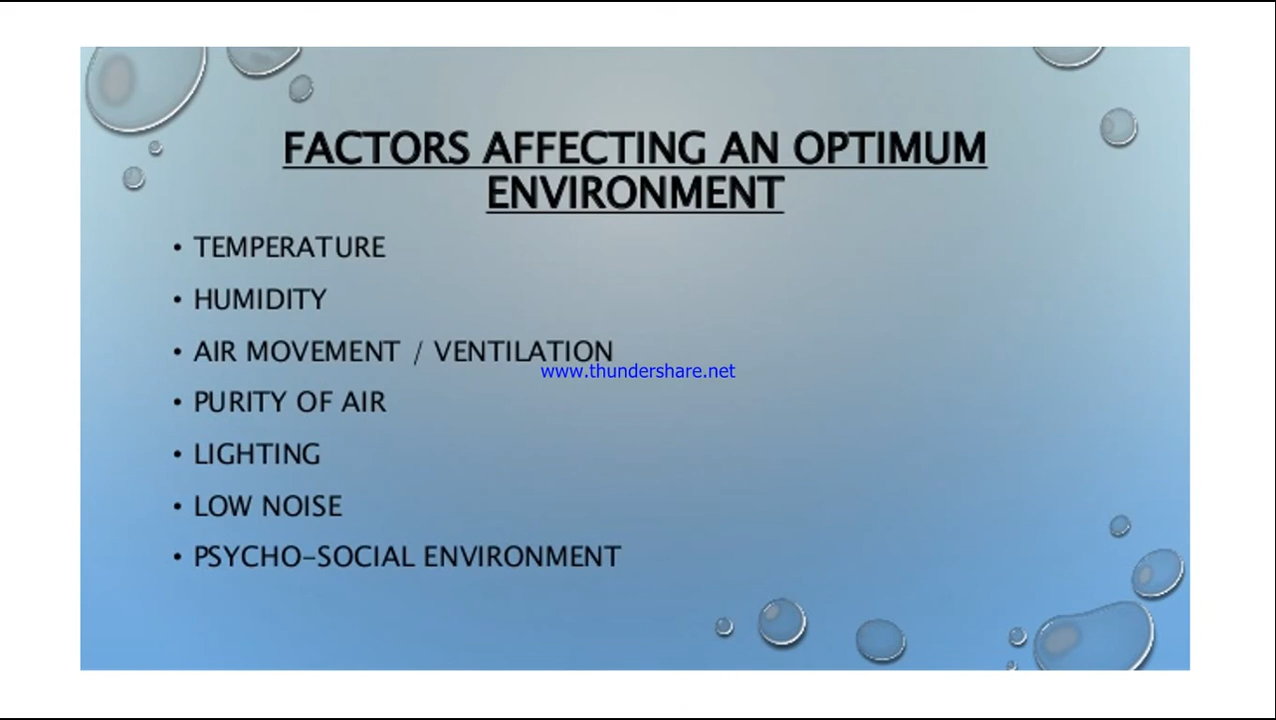 FACTORS AFFECTING AN OPTIMUM
ENVIRONMENT
• TEMPERATURE
• HUMIDITY
• AIR MOVEMENT / VENTILATION
www.thundershare.net
• PURITY OF AIR
• LIGHTING
• LOW NOISE
• PSYCHO-SOCIAL ENVIRONMENT